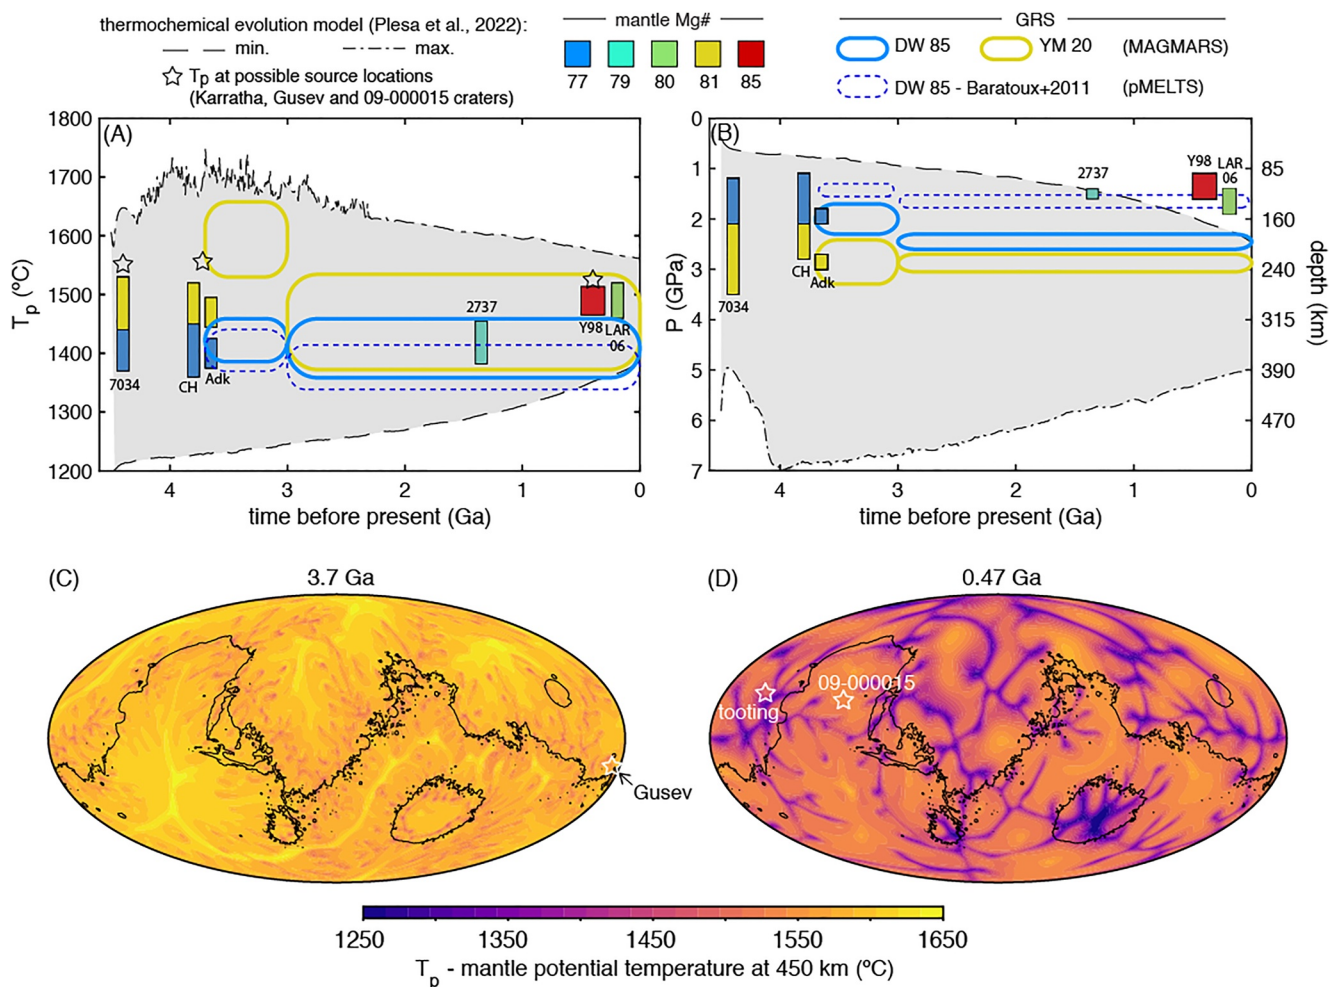 thermochemical evolution model (Plesa et al., 2022):
min. max.
Tp at possible source locations
(Karratha, Gusev and 09-000015 craters)
mantle Mg#
77 79 80 81 85
GRS
DW 85 YM 20 (MAGMARS)
DW 85 - Baratoux+2011 (pMELTS)
(A)
1800
1700
1600
1500
1400
1300
1200
Tp (ºC)
7034
CH
Adk
2737
Y98
LAR
06
4 3 2 1 0
time before present (Ga)
(B)
0
1
2
3
4
5
6
7
P (GPa)
7034
CH
Adk
2737
Y98
LAR
06
85
160
240
315
390
470
depth (km)
4 3 2 1 0
time before present (Ga)
(C)
3.7 Ga
Gusev
(D)
0.47 Ga
09-000015
tooting
1250 1350 1450 1550 1650
Tp - mantle potential temperature at 450 km (ºC)